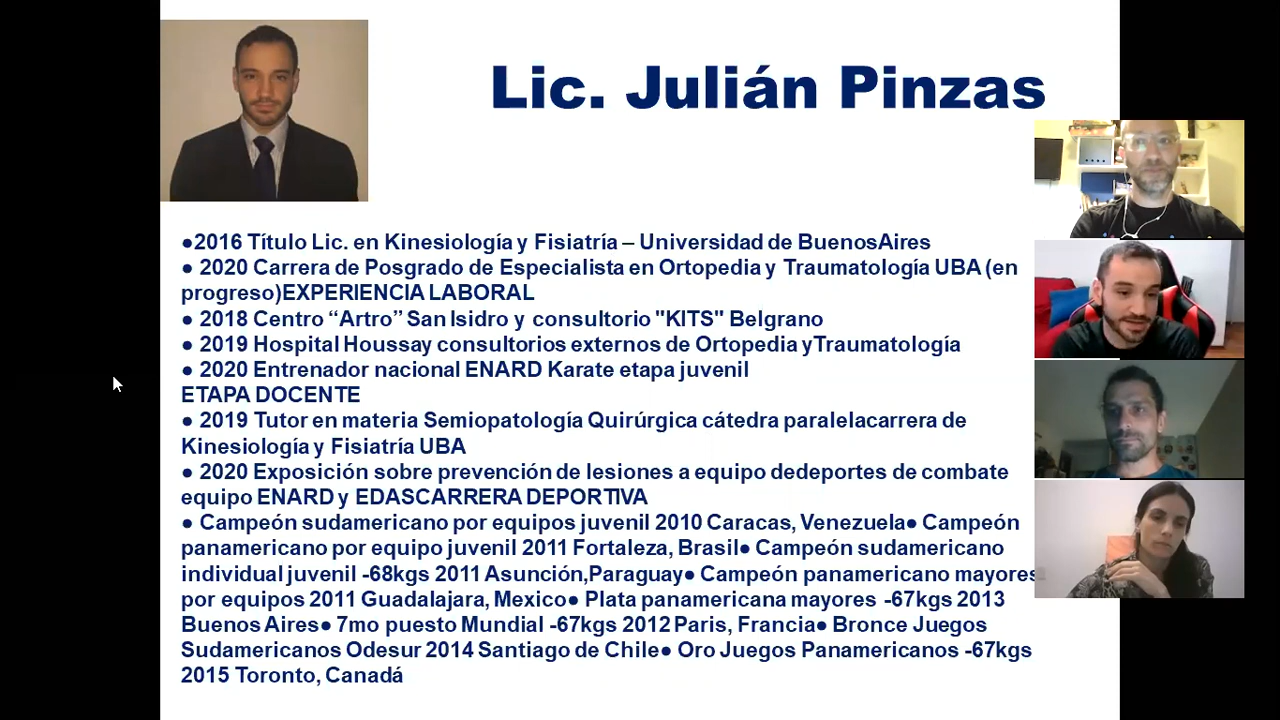 Lic. Julián Pinzas
●2016 Título Lic. en Kinesiología y Fisiatría – Universidad de BuenosAires
● 2020 Carrera de Posgrado de Especialista en Ortopedia y Traumatología UBA (en
progreso)EXPERIENCIA LABORAL
● 2018 Centro “Artro” San Isidro y consultorio "KITS" Belgrano
● 2019 Hospital Houssay consultorios externos de Ortopedia yTraumatología
● 2020 Entrenador nacional ENARD Karate etapa juvenil
ETAPA DOCENTE
● 2019 Tutor en materia Semiopatología Quirúrgica cátedra paralelacarrera de
Kinesiología y Fisiatría UBA
● 2020 Exposición sobre prevención de lesiones a equipo dedeportes de combate
equipo ENARD y EDASCARRERA DEPORTIVA
● Campeón sudamericano por equipos juvenil 2010 Caracas, Venezuela● Campeón
panamericano por equipo juvenil 2011 Fortaleza, Brasil● Campeón sudamericano
individual juvenil -68kgs 2011 Asunción,Paraguay● Campeón panamericano mayores
por equipos 2011 Guadalajara, Mexico● Plata panamericana mayores -67kgs 2013
Buenos Aires● 7mo puesto Mundial -67kgs 2012 Paris, Francia● Bronce Juegos
Sudamericanos Odesur 2014 Santiago de Chile● Oro Juegos Panamericanos -67kgs
2015 Toronto, Canadá